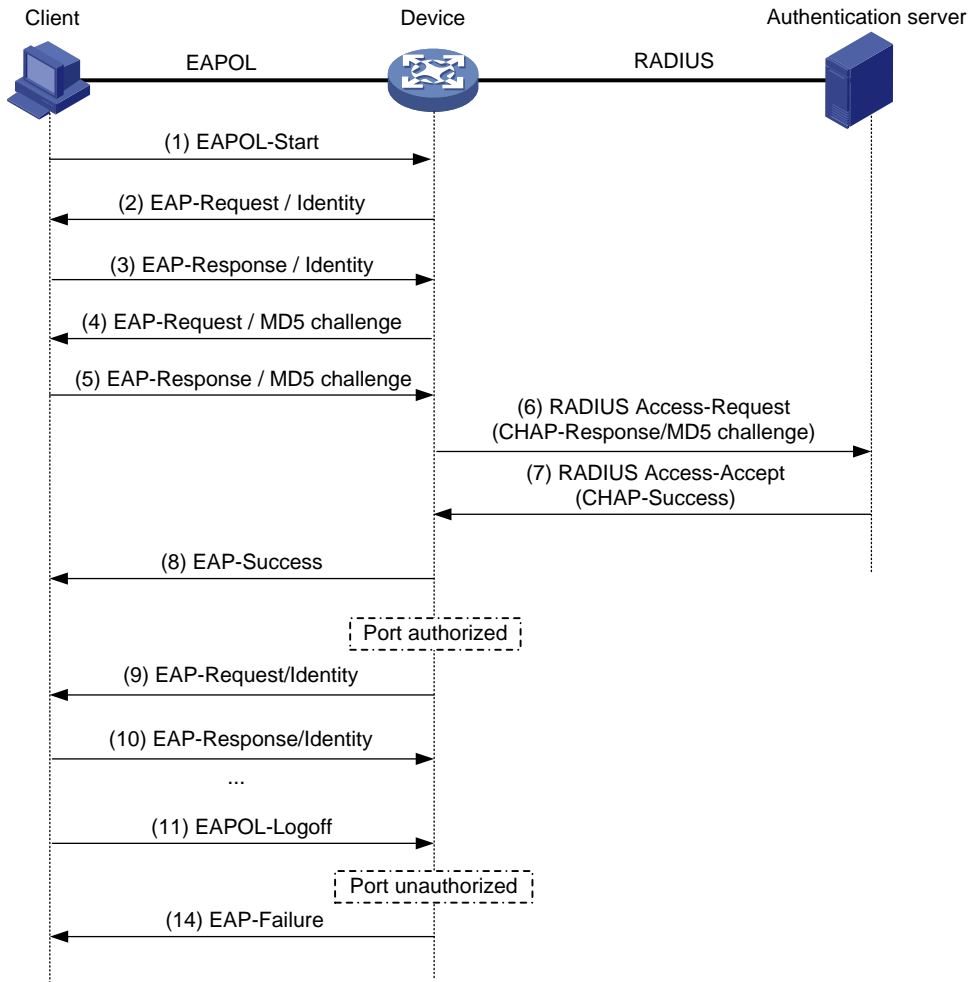 Client
Device
Authentication server
EAPOL
RADIUS
(1) EAPOL-Start
(2) EAP-Request / Identity
(3) EAP-Response / Identity
(4) EAP-Request / MD5 challenge
(5) EAP-Response / MD5 challenge
(6) RADIUS Access-Request
(CHAP-Response/MD5 challenge)
(7) RADIUS Access-Accept
(CHAP-Success)
(8) EAP-Success
Port authorized
(9) EAP-Request/Identity
(10) EAP-Response/Identity
...
(11) EAPOL-Logoff
Port unauthorized
(14) EAP-Failure